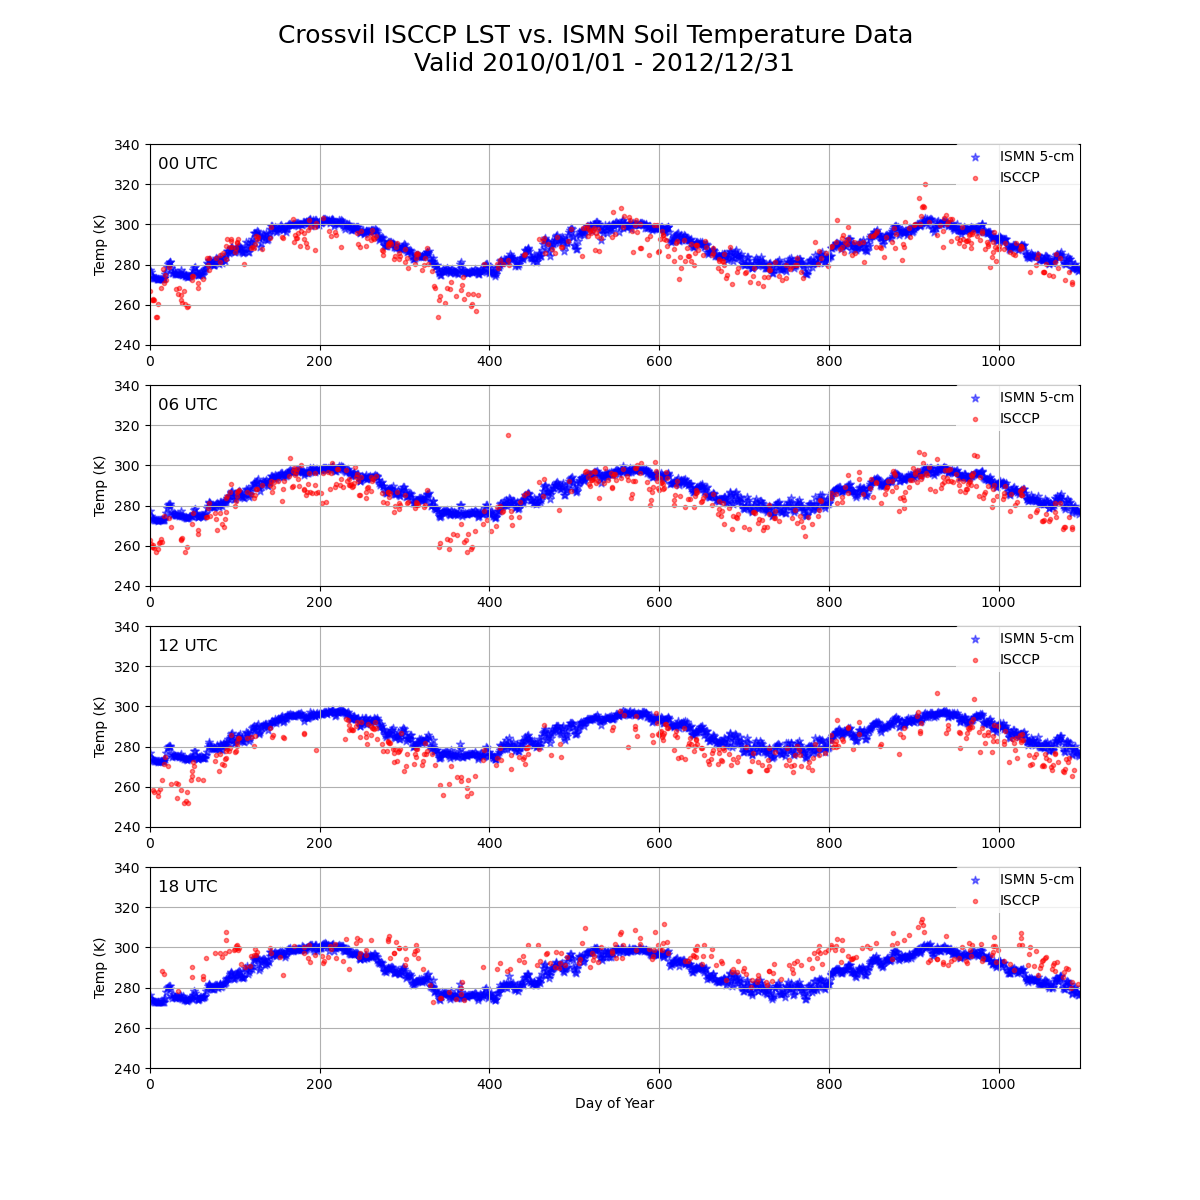 Crossvil ISCCP LST vs. ISMN Soil Temperature Data
Valid 2010/01/01 - 2012/12/31
340
320
300
280
260
240
Temp (K)
00 UTC
ISMN 5-cm
ISCCP
0
200
400
600
800
1000
340
320
300
280
260
240
Temp (K)
06 UTC
ISMN 5-cm
ISCCP
0
200
400
600
800
1000
340
320
300
280
260
240
Temp (K)
12 UTC
ISMN 5-cm
ISCCP
0
200
400
600
800
1000
340
320
300
280
260
240
Temp (K)
18 UTC
ISMN 5-cm
ISCCP
0
200
400
600
800
1000
Day of Year